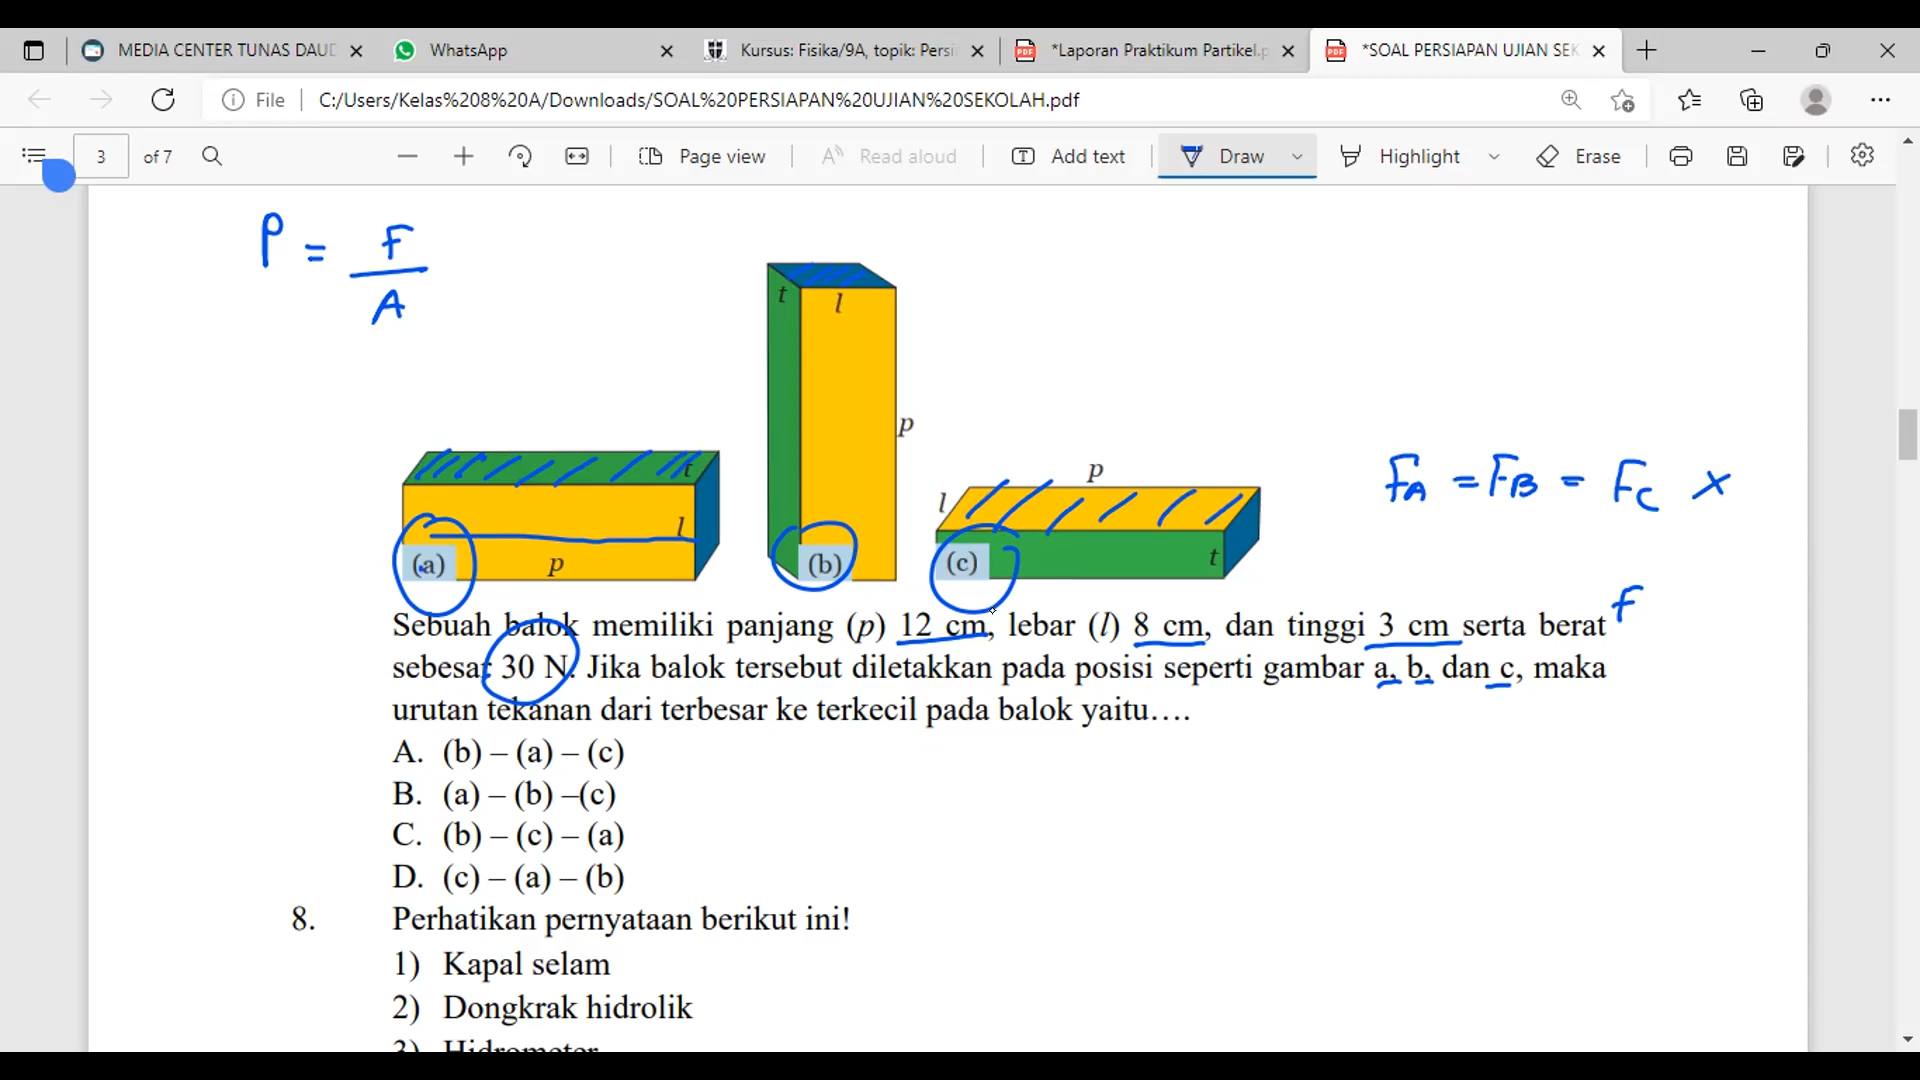 MEDIA CENTER TUNAS DAUD
WhatsApp
Kursus: Fisika/9A, topik: Persi
*Laporan Praktikum Partikel.p
*SOAL PERSIAPAN UJIAN SEK
File
C:/Users/Kelas%208%20A/Downloads/SOAL%20PERSIAPAN%20UJIAN%20SEKOLAH.pdf
3 of 7
Page view
Read aloud
Add text
Draw
Highlight
Erase
P = F
A
t
l
p
t
l
p
(a)
(b)
p
l
t
(c)
FA = FB = FC x
F
Sebuah balok memiliki panjang (p) 12 cm, lebar (l) 8 cm, dan tinggi 3 cm serta berat
sebesar 30 N. Jika balok tersebut diletakkan pada posisi seperti gambar a, b, dan c, maka
urutan tekanan dari terbesar ke terkecil pada balok yaitu….
A. (b) – (a) – (c)
B. (a) – (b) –(c)
C. (b) – (c) – (a)
D. (c) – (a) – (b)
8. Perhatikan pernyataan berikut ini!
1) Kapal selam
2) Dongkrak hidrolik
3) Hidrometer